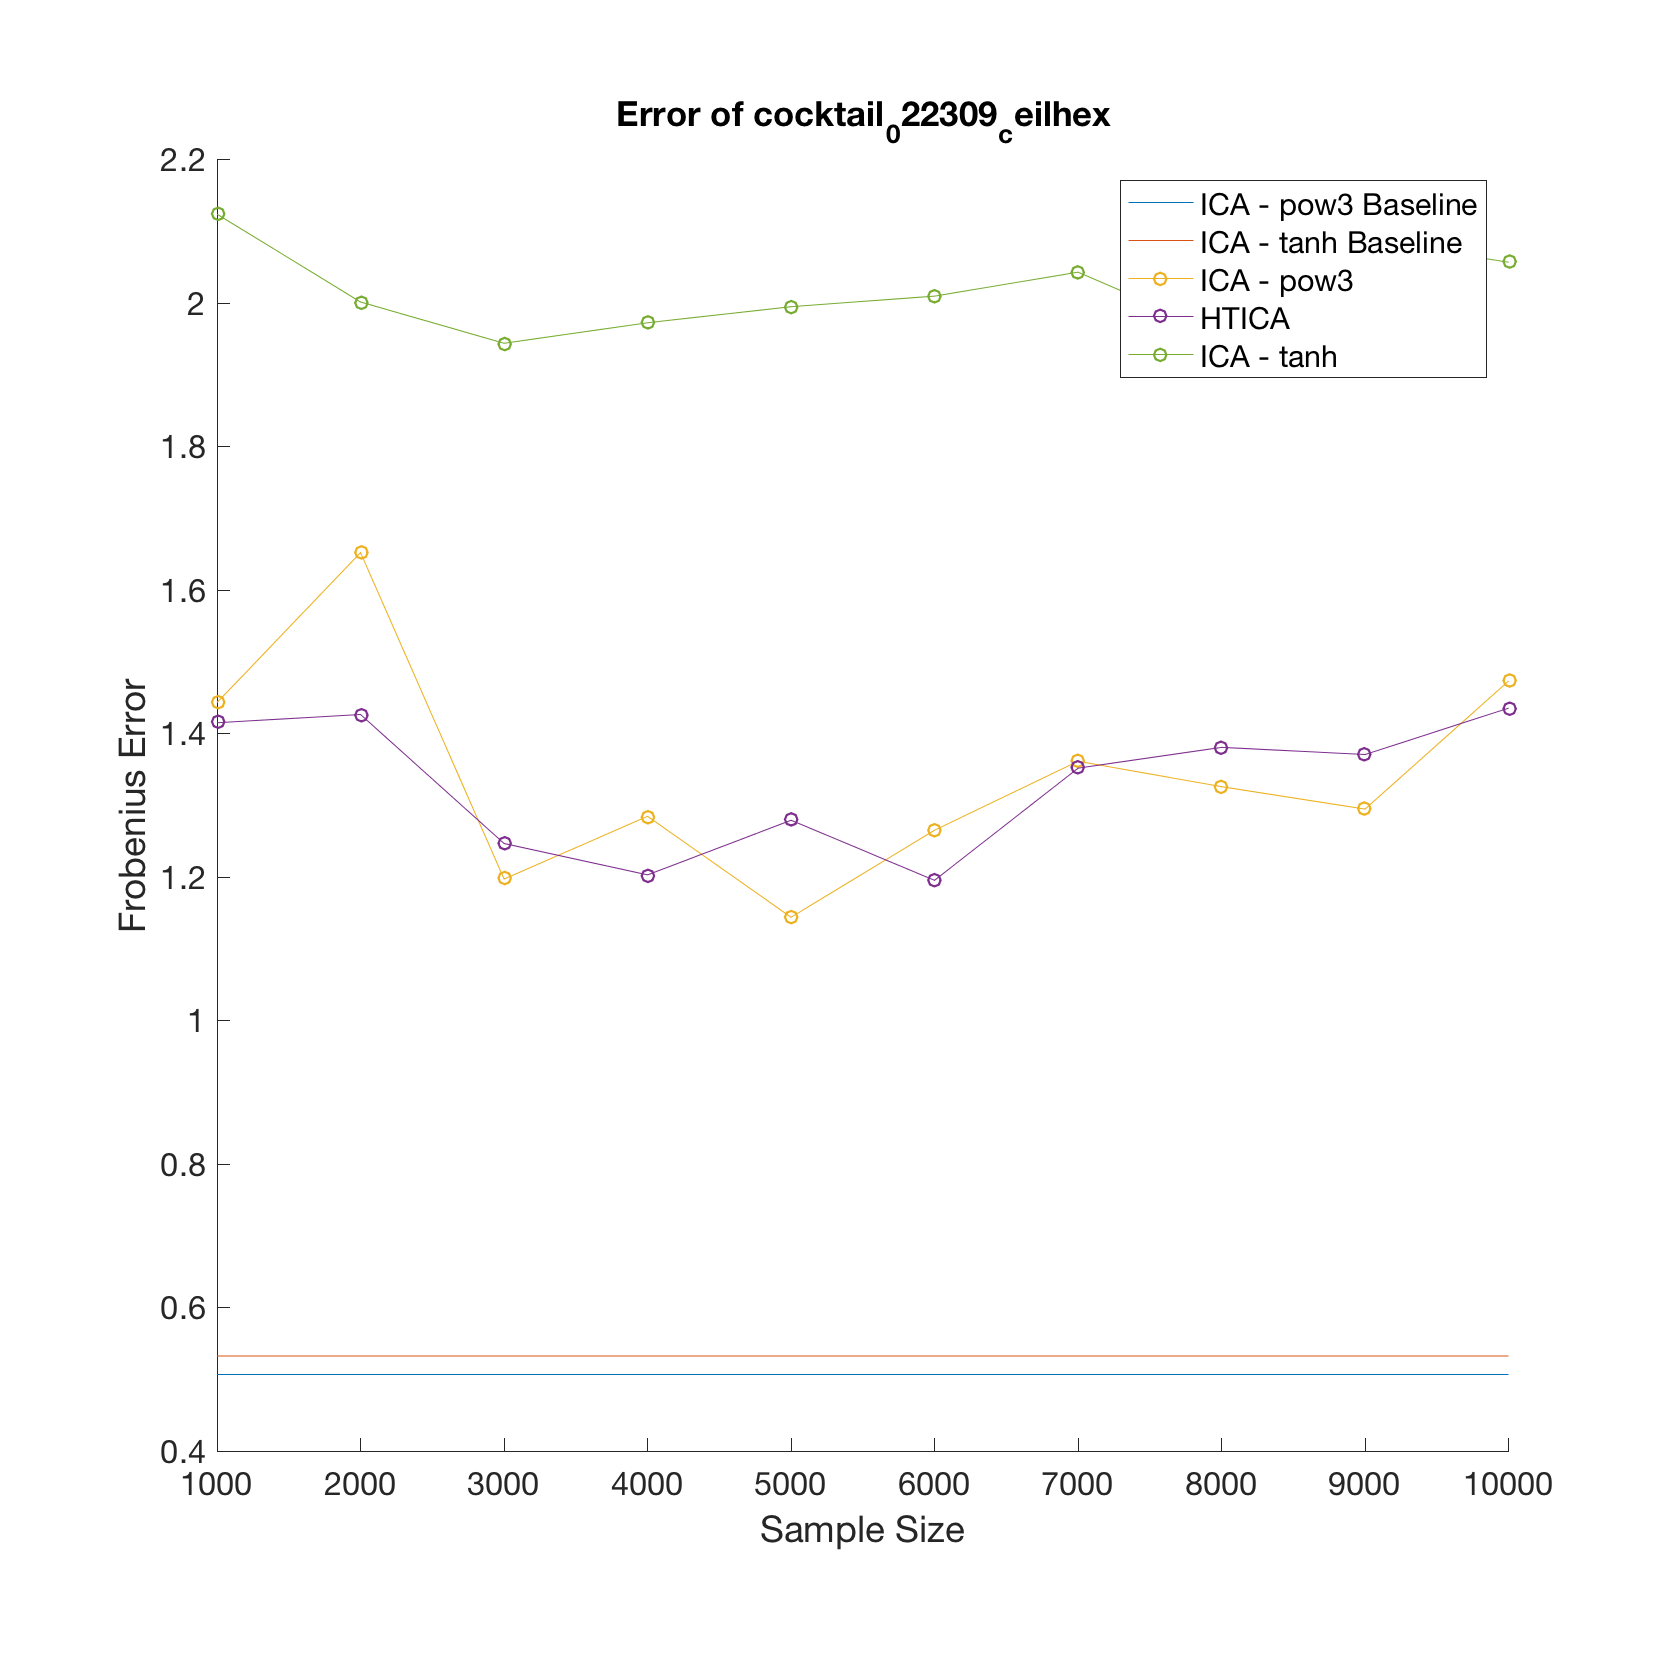 Error of cocktail₀22309ceilhex
2.2
2
1.8
1.6
1.4
1.2
1
0.8
0.6
0.4
Frobenius Error
ICA - pow3 Baseline
ICA - tanh Baseline
ICA - pow3
HTICA
ICA - tanh
1000 2000 3000 4000 5000 6000 7000 8000 9000 10000
Sample Size